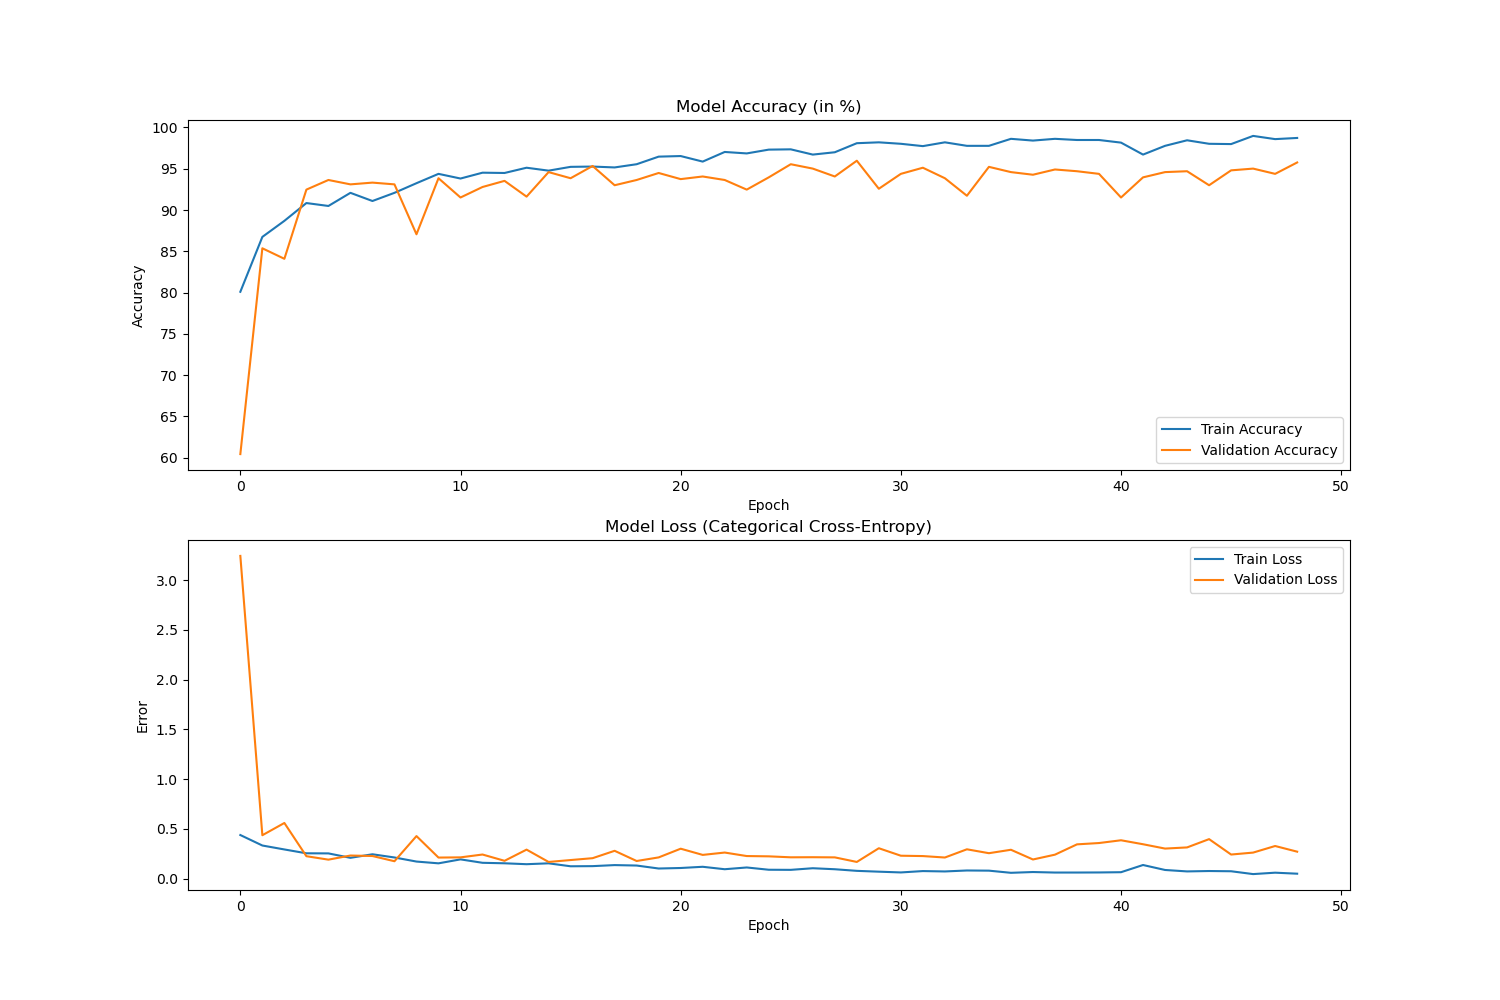 Model Accuracy (in %)
100
95
90
85
80
75
70
65
60
Accuracy
Train Accuracy
Validation Accuracy
0 10 20 30 40 50
Epoch
Model Loss (Categorical Cross-Entropy)
Train Loss
Validation Loss
3.0
2.5
2.0
1.5
1.0
0.5
0.0
Error
0 10 20 30 40 50
Epoch